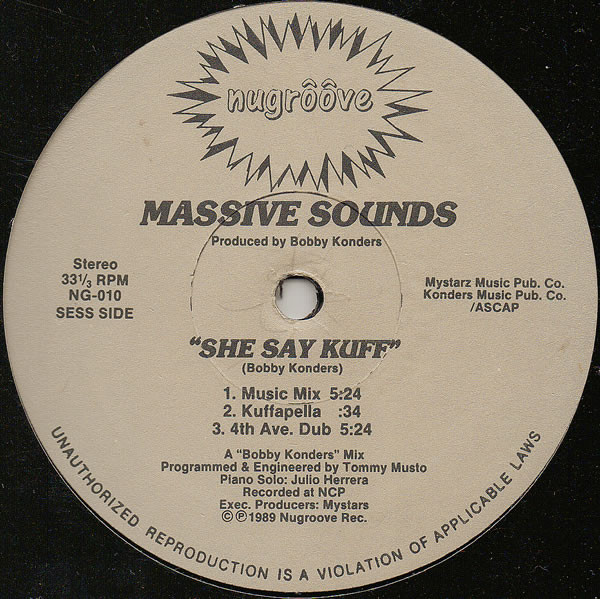 nugrôôve
MASSIVE SOUNDS
Produced by Bobby Konders
Stereo
33 1/3 RPM
NG-010
SESS SIDE
Mystarz Music Pub. Co.
Konders Music Pub. Co.
/ASCAP
"SHE SAY KUFF"
(Bobby Konders)
1. Music Mix 5:24
2. Kuffapella :34
3. 4th Ave. Dub 5:24
A "Bobby Konders" Mix
Programmed & Engineered by Tommy Musto
Piano Solo: Julio Herrera
Recorded at NCP
Exec. Producers: Mystars
© ℗ 1989 Nugroove Rec.
UNAUTHORIZED REPRODUCTION IS A VIOLATION OF APPLICABLE LAWS